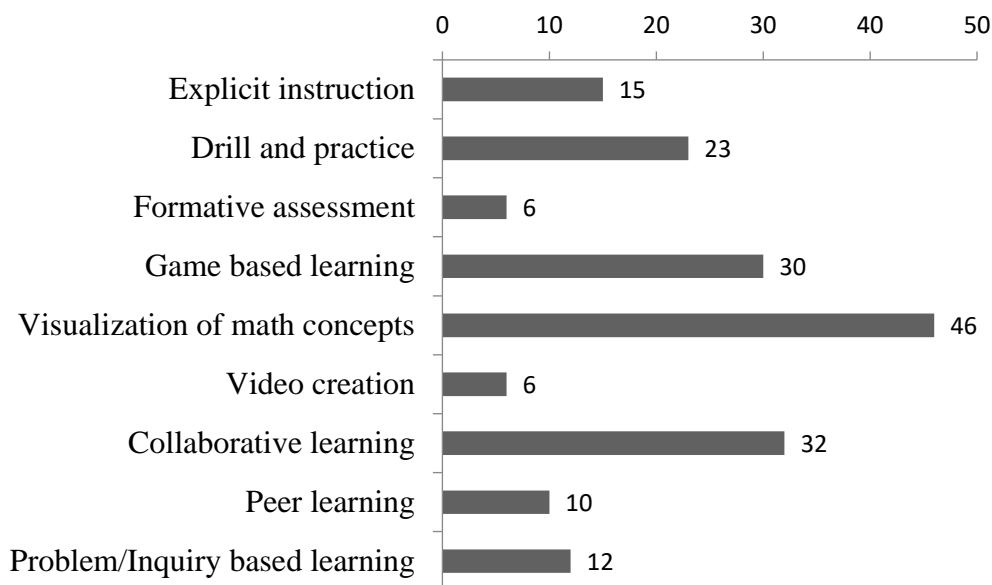 0 10 20 30 40 50
Explicit instruction 15
Drill and practice 23
Formative assessment 6
Game based learning 30
Visualization of math concepts 46
Video creation 6
Collaborative learning 32
Peer learning 10
Problem/Inquiry based learning 12